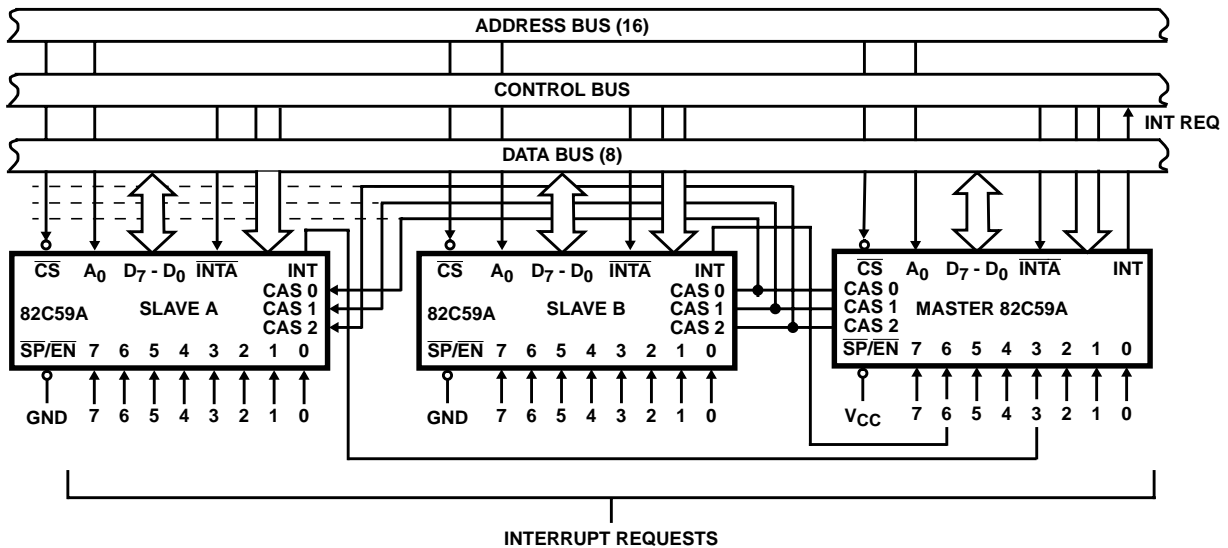 ADDRESS BUS (16)
CONTROL BUS
INT REQ
DATA BUS (8)
CS A0 D7 - D0 INTA INT
CAS 0
82C59A SLAVE A CAS 1
CAS 2
SP/EN 7 6 5 4 3 2 1 0
GND 7 6 5 4 3 2 1 0
CS A0 D7 - D0 INTA INT
CAS 0
82C59A SLAVE B CAS 1
CAS 2
SP/EN 7 6 5 4 3 2 1 0
GND 7 6 5 4 3 2 1 0
CS A0 D7 - D0 INTA INT
CAS 0
CAS 1 MASTER 82C59A
CAS 2
SP/EN 7 6 5 4 3 2 1 0
VCC 7 6 5 4 3 2 1 0
INTERRUPT REQUESTS